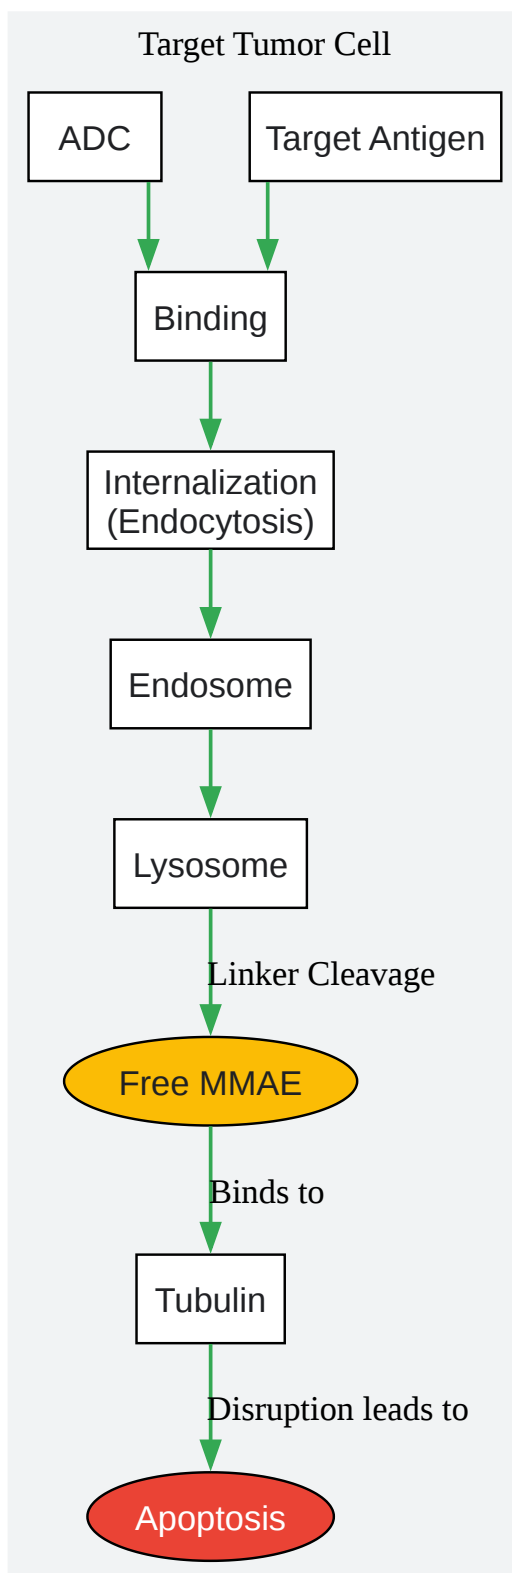 Target Tumor Cell
ADC
Target Antigen
Binding
Internalization
(Endocytosis)
Endosome
Lysosome
Linker Cleavage
Free MMAE
Binds to
Tubulin
Disruption leads to
Apoptosis